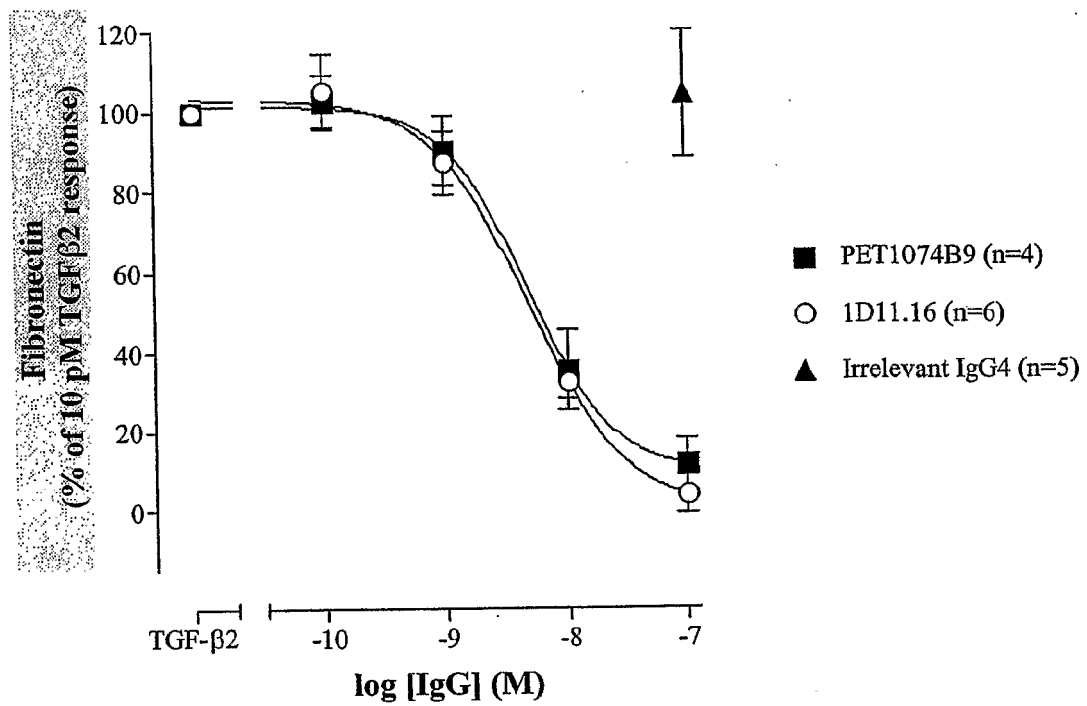 Fibronectin
(% of 10 pM TGFβ2 response)
120
100
80
60
40
20
0
TGF-β2
-10
-9
-8
-7
log [IgG] (M)
PET1074B9 (n=4)
1D11.16 (n=6)
Irrelevant IgG4 (n=5)